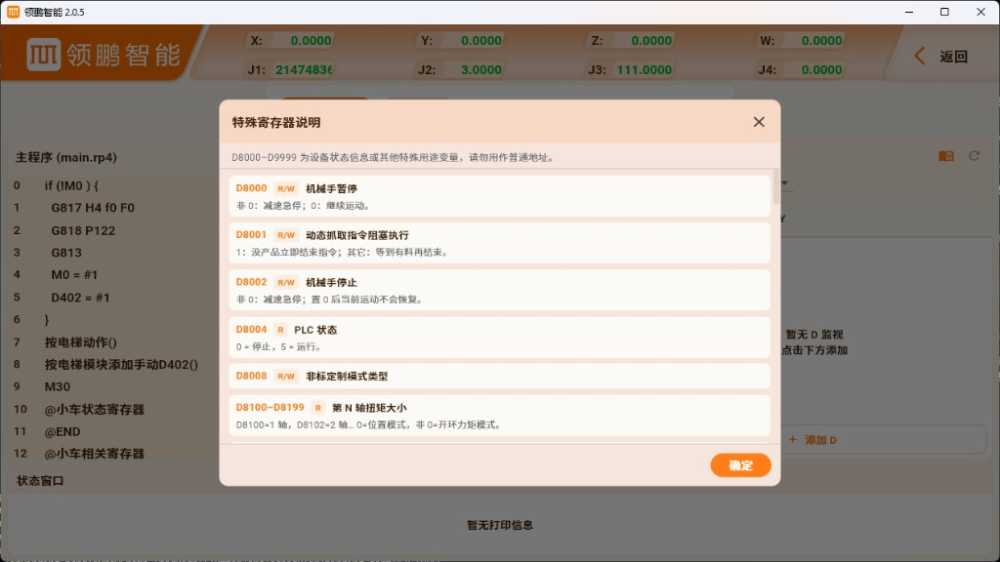 领鹏智能 2.0.5
领鹏智能
X: 0.0000
Y: 0.0000
Z: 0.0000
W: 0.0000
返回
J1: 21474836
J2: 3.0000
J3: 111.0000
J4: 0.0000
特殊寄存器说明
D8000–D9999 为设备状态信息或其他特殊用途变量，请勿用作普通地址。
D8000 R/W 机械手暂停
非 0：减速急停；0：继续运动。
D8001 R/W 动态抓取指令阻塞执行
1：没产品立即结束指令；其它：等到有料再结束。
D8002 R/W 机械手停止
非 0：减速急停；置 0 后当前运动不会恢复。
D8004 R PLC 状态
0 = 停止，5 = 运行。
D8008 R/W 非标定制模式类型
D8100–D8199 R 第 N 轴扭矩大小
D8100=1 轴，D8102=2 轴… 0=位置模式，非 0=开环力矩模式。
确定
主程序 (main.rp4)
0 if (!M0 ) {
1 G817 H4 f0 F0
2 G818 P122
3 G813
4 M0 = #1
5 D402 = #1
6 }
7 按电梯动作()
8 按电梯模块添加手动D402()
9 M30
10 @小车状态寄存器
11 @END
12 @小车相关寄存器
Y
暂无 D 监视
点击下方添加
+ 添加 D
状态窗口
暂无打印信息